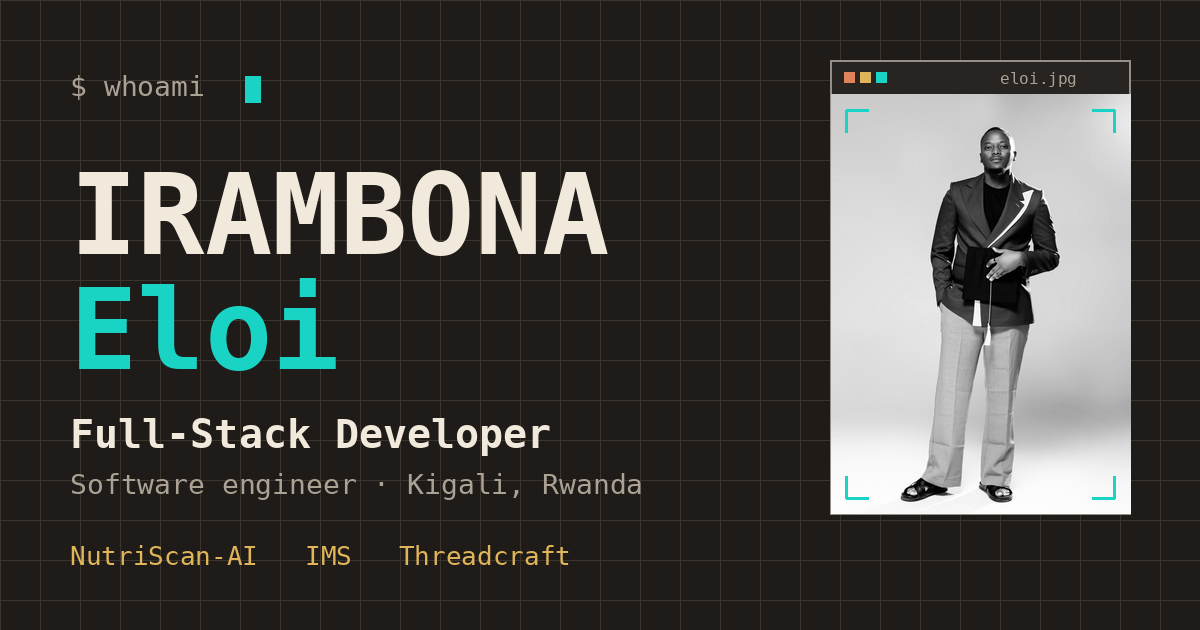 $ whoami
eloi.jpg
IRAMBONA
Eloi
Full-Stack Developer
Software engineer · Kigali, Rwanda
NutriScan-AI IMS Threadcraft